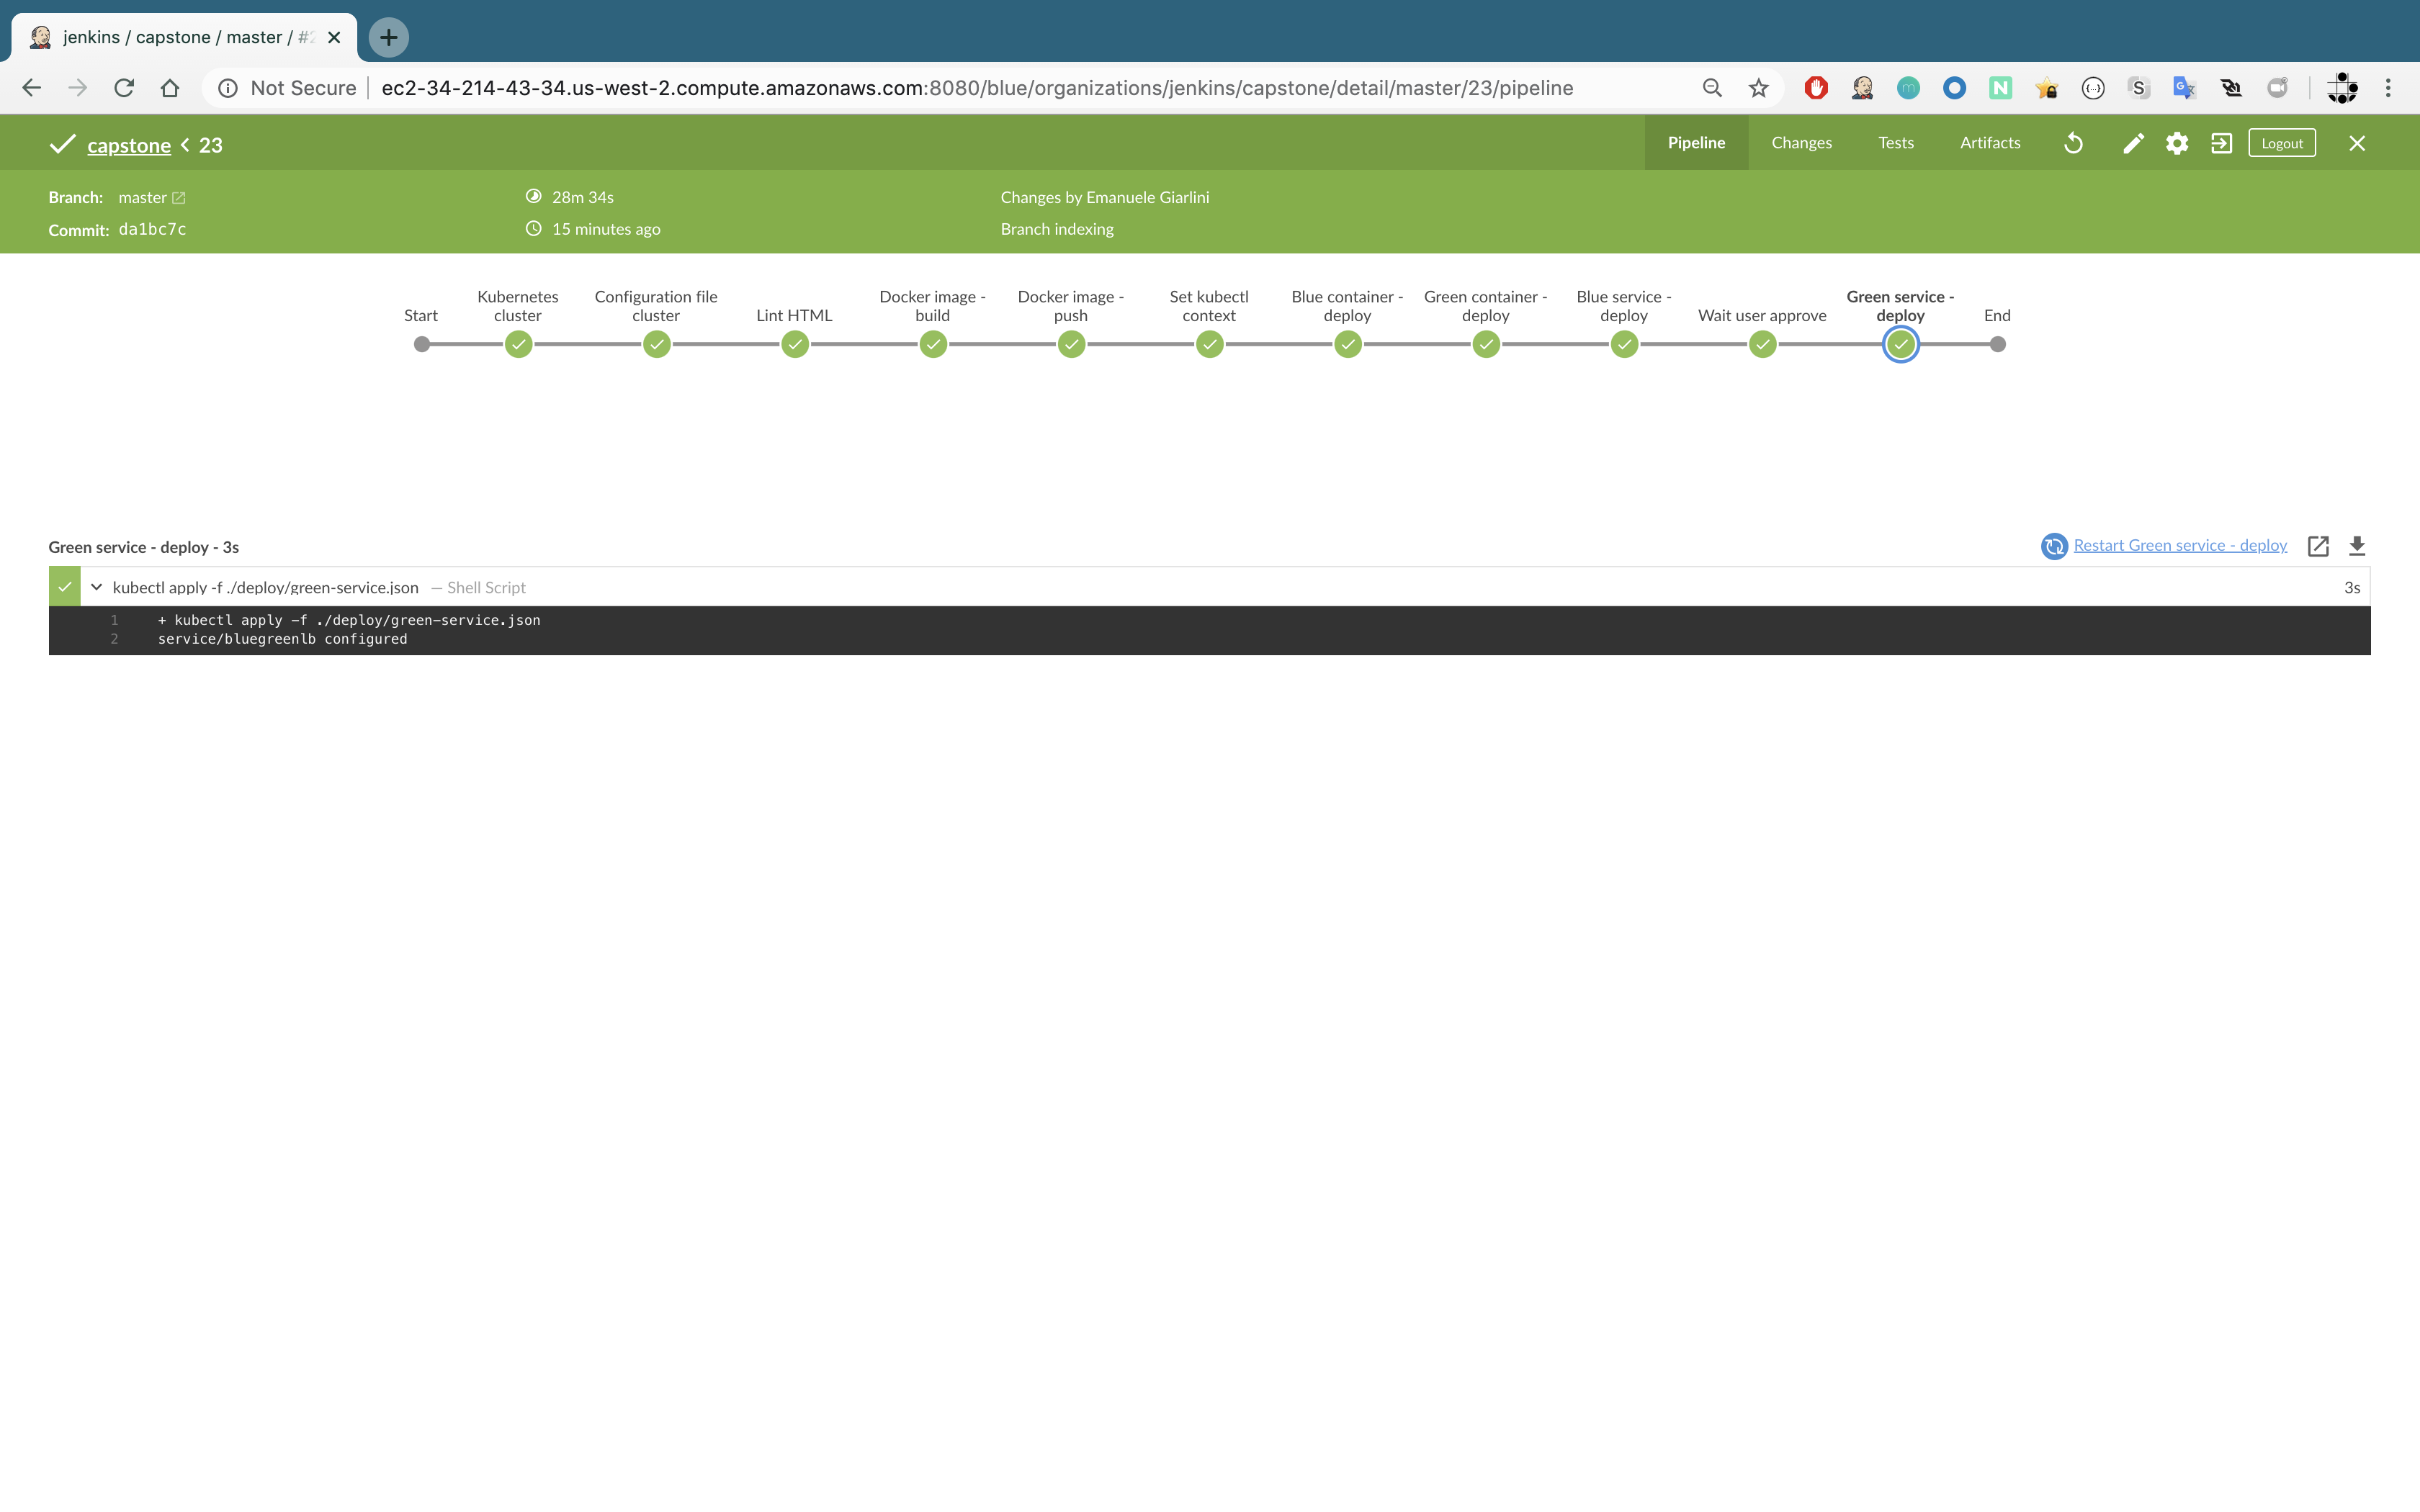 jenkins / capstone / master / #
Not Secure ec2-34-214-43-34.us-west-2.compute.amazonaws.com:8080/blue/organizations/jenkins/capstone/detail/master/23/pipeline
capstone < 23 Pipeline Changes Tests Artifacts Logout
Branch: master 28m 34s Changes by Emanuele Giarlini
Commit: da1bc7c 15 minutes ago Branch indexing
Start
Kubernetes
cluster
Configuration file
cluster
Lint HTML
Docker image -
build
Docker image -
push
Set kubectl
context
Blue container -
deploy
Green container -
deploy
Blue service -
deploy
Wait user approve
Green service -
deploy
End
Green service - deploy - 3s Restart Green service - deploy
kubectl apply -f ./deploy/green-service.json — Shell Script 3s
1 + kubectl apply -f ./deploy/green-service.json
2 service/bluegreenlb configured